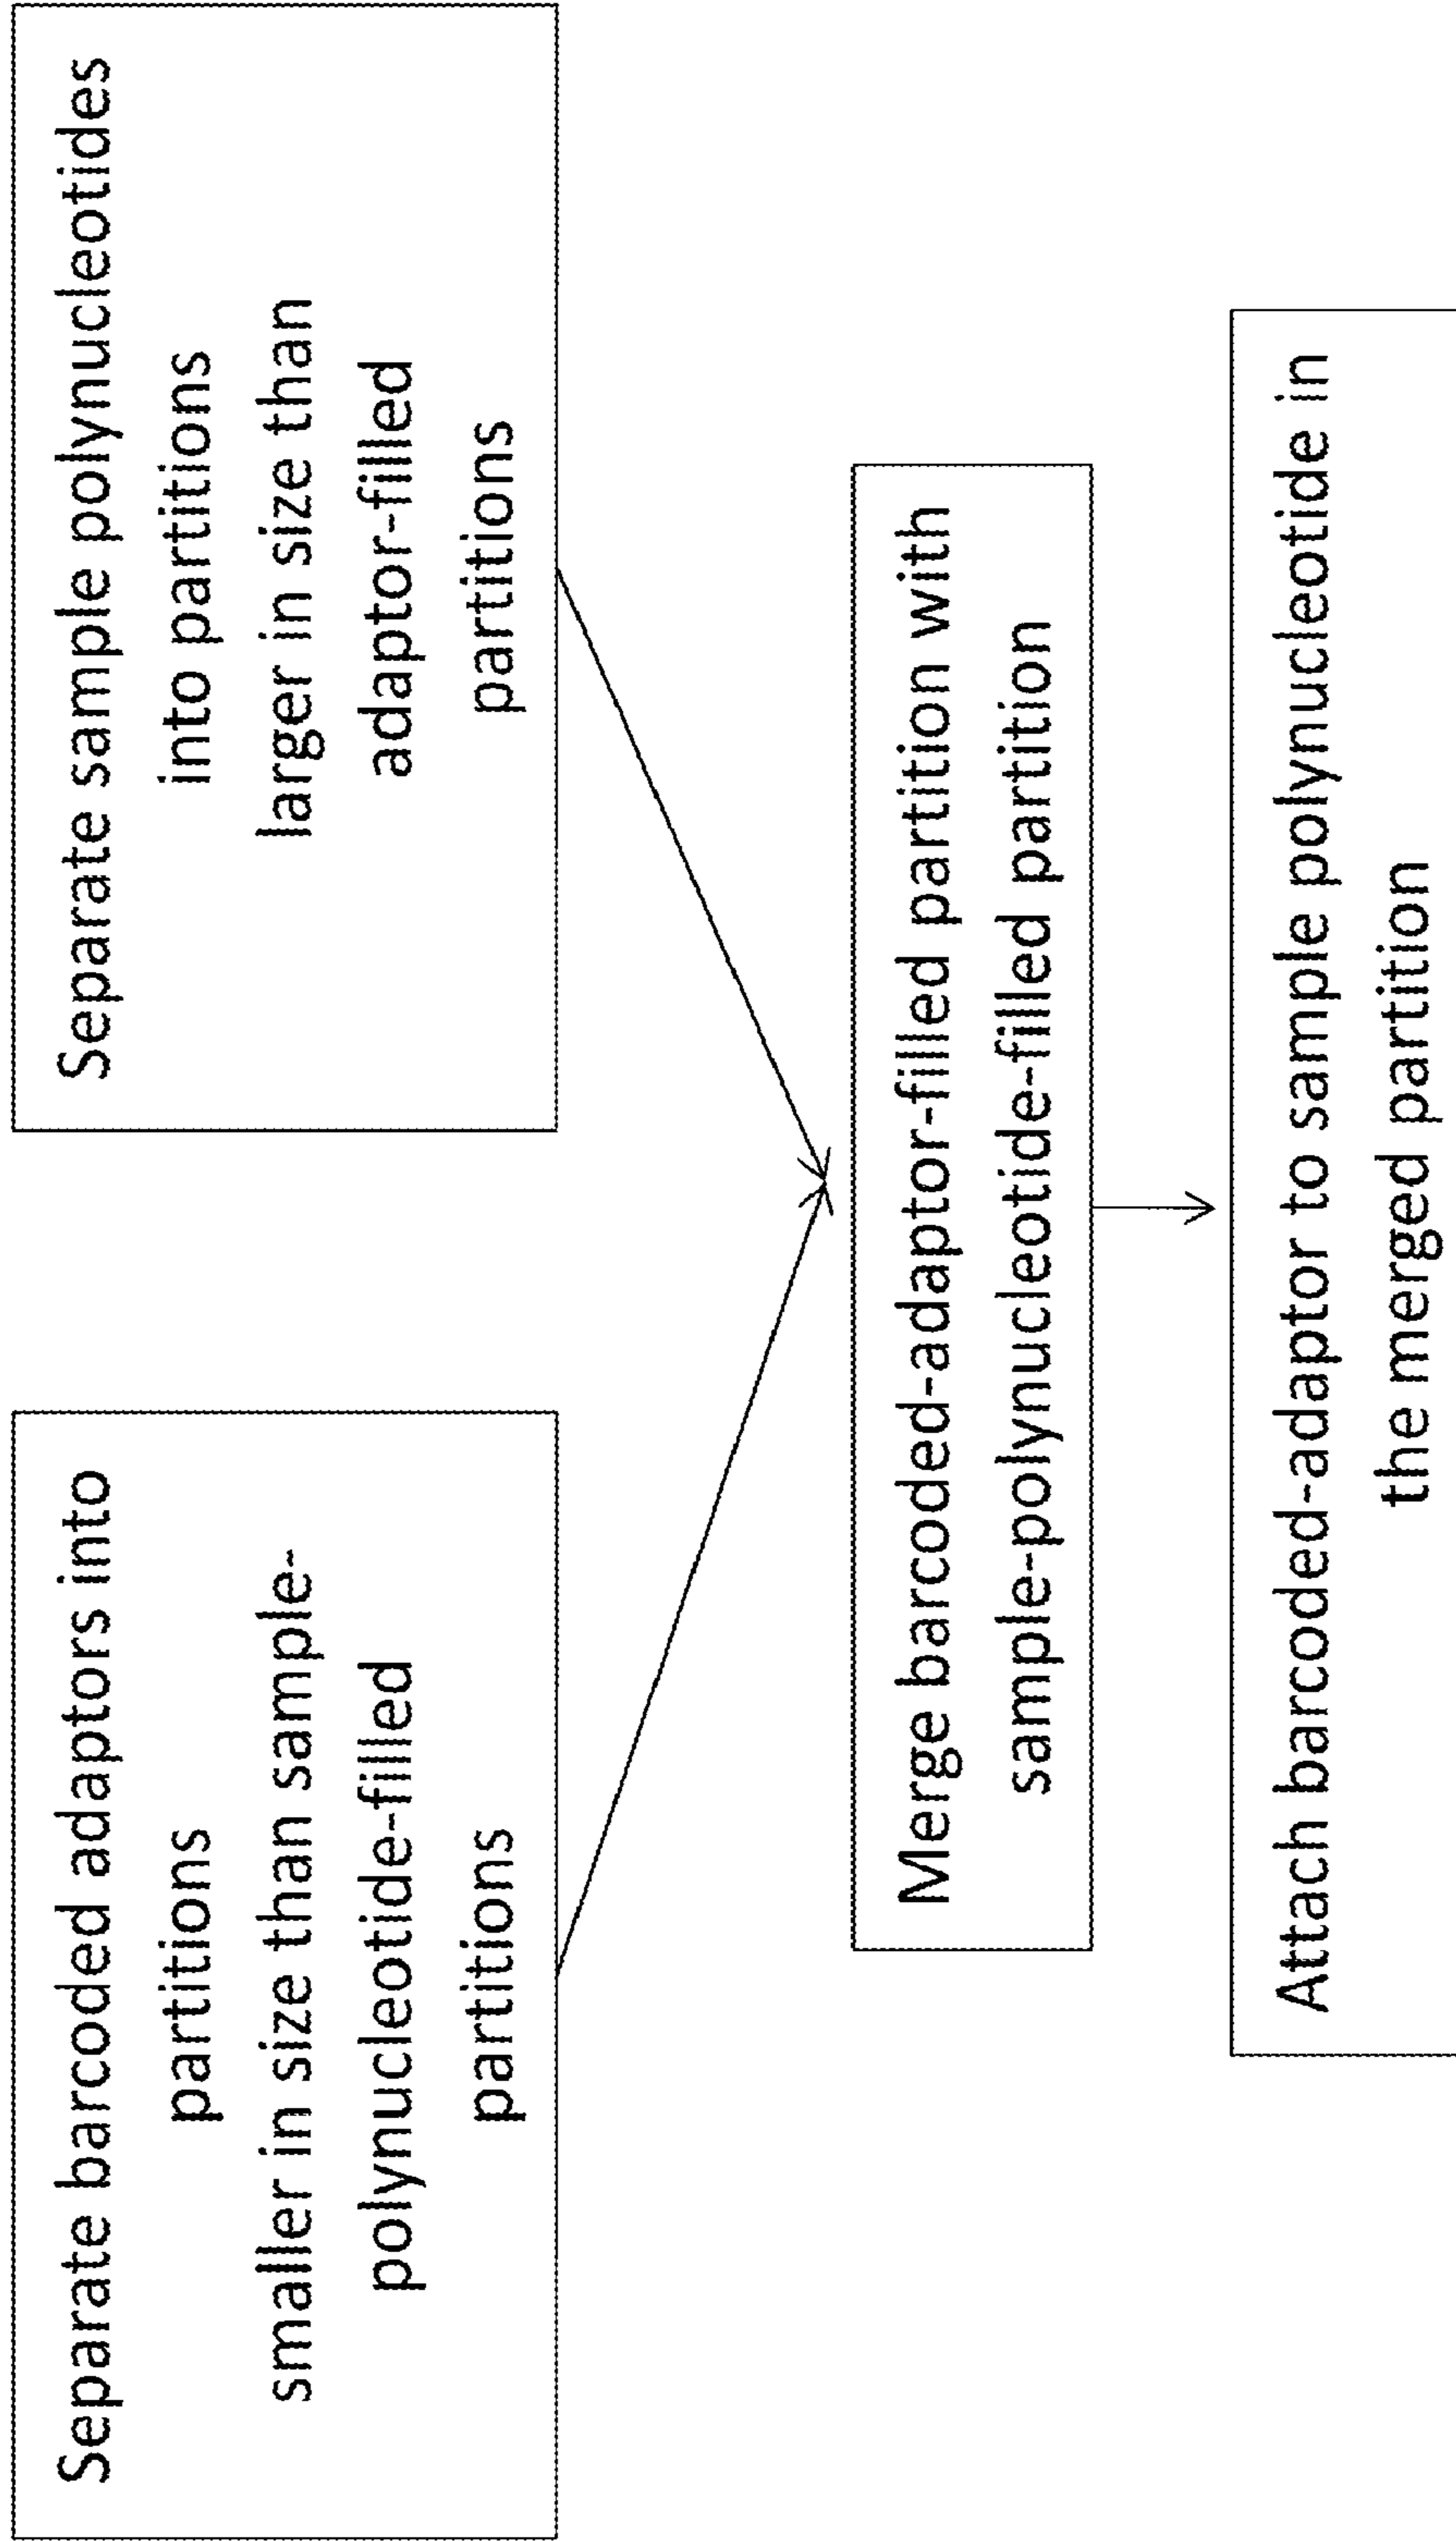 Separate barcoded adaptors into
partitions
smaller in size than sample-
polynucleotide-filled
partitions
Separate sample polynucleotides
into partitions
larger in size than
adaptor-filled
partitions
Merge barcoded-adaptor-filled partition with
sample-polynucleotide-filled partition
Attach barcoded-adaptor to sample polynucleotide in
the merged partition